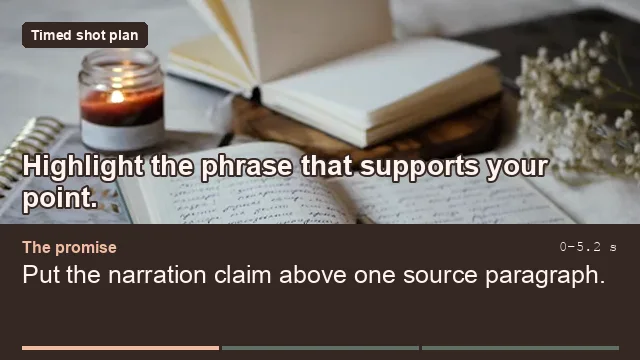 Timed shot plan
Highlight the phrase that supports your
point.
The promise
0–5.2 s
Put the narration claim above one source paragraph.